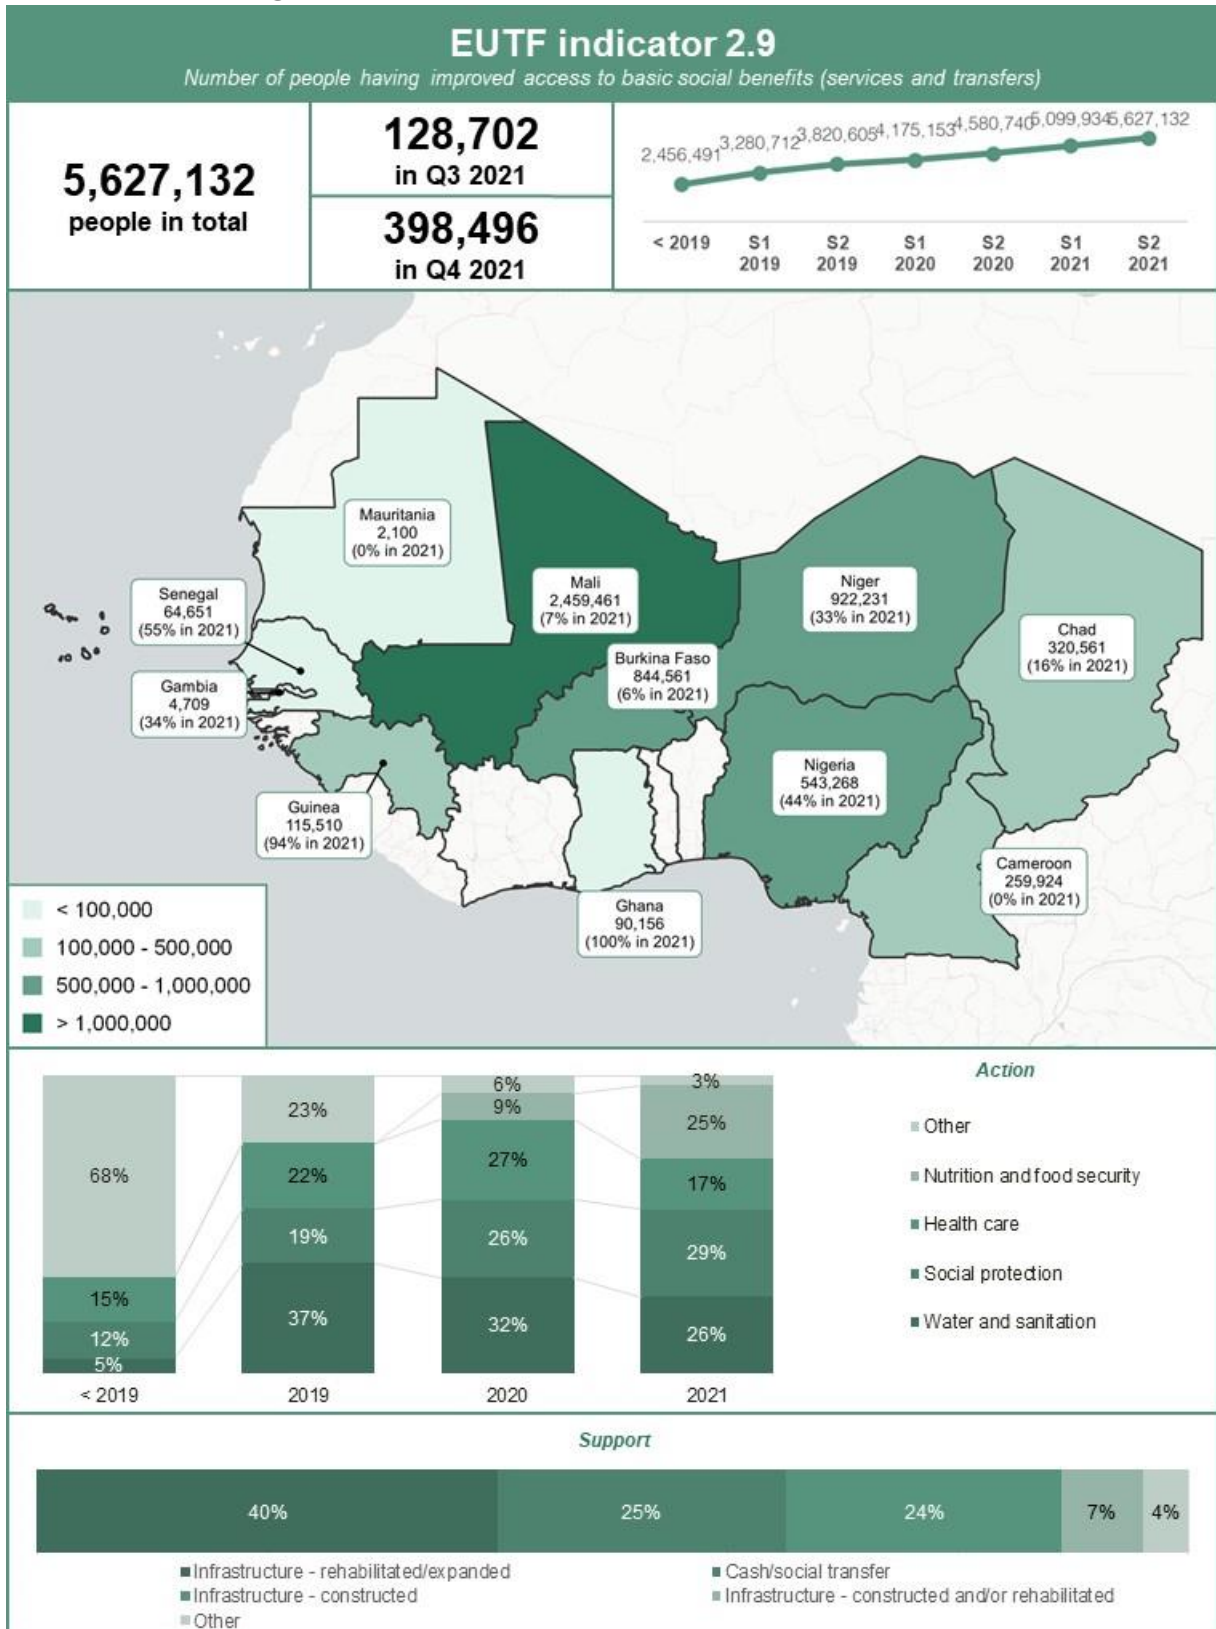 EUTF indicator 2.9
Number of people having improved access to basic social benefits (services and transfers)
5,627,132
people in total
128,702
in Q3 2021
398,496
in Q4 2021
2,456,491
3,280,712
3,820,605
4,175,153
4,580,740
5,099,934
5,627,132
< 2019
S1
2019
S2
2019
S1
2020
S2
2020
S1
2021
S2
2021
Mauritania
2,100
(0% in 2021)
Senegal
64,651
(55% in 2021)
Mali
2,459,461
(7% in 2021)
Niger
922,231
(33% in 2021)
Chad
320,561
(16% in 2021)
Burkina Faso
844,561
(6% in 2021)
Gambia
4,709
(34% in 2021)
Nigeria
543,268
(44% in 2021)
Guinea
115,510
(94% in 2021)
Cameroon
259,924
(0% in 2021)
Ghana
90,156
(100% in 2021)
< 100,000
100,000 - 500,000
500,000 - 1,000,000
> 1,000,000
68%
15%
12%
5%
< 2019
23%
22%
19%
37%
2019
6%
9%
27%
26%
32%
2020
3%
25%
17%
29%
26%
2021
Action
Other
Nutrition and food security
Health care
Social protection
Water and sanitation
Support
40%
25%
24%
7%
4%
Infrastructure - rehabilitated/expanded
Cash/social transfer
Infrastructure - constructed
Infrastructure - constructed and/or rehabilitated
Other